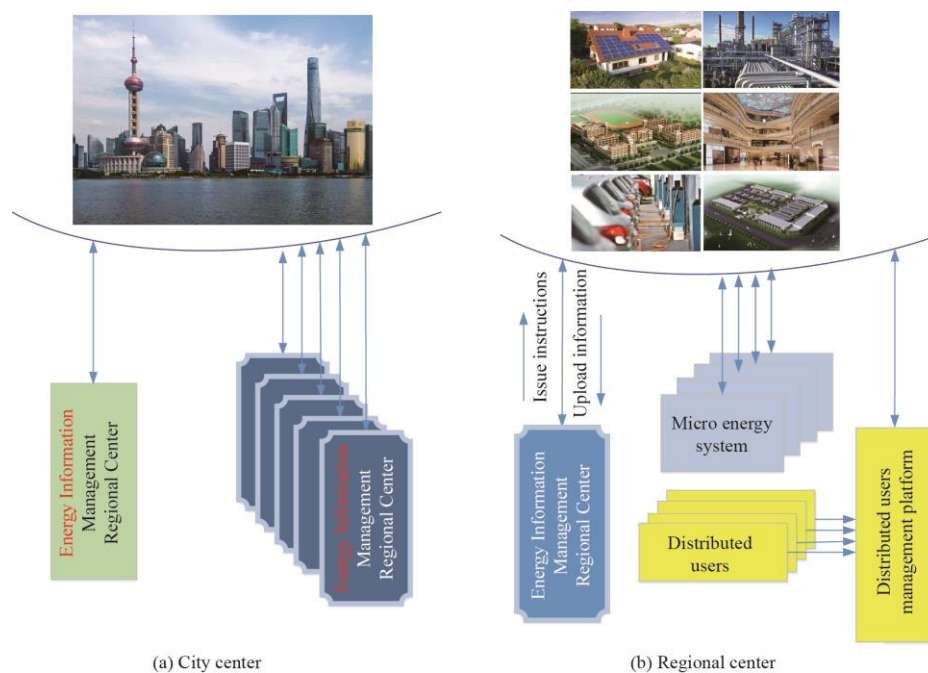 Energy Information
Management
Regional Center
Energy Information
Management
Regional Center
(a) City center
Issue instructions
Upload information
Energy Information
Management
Regional Center
Micro energy
system
Distributed
users
Distributed users
management platform
(b) Regional center